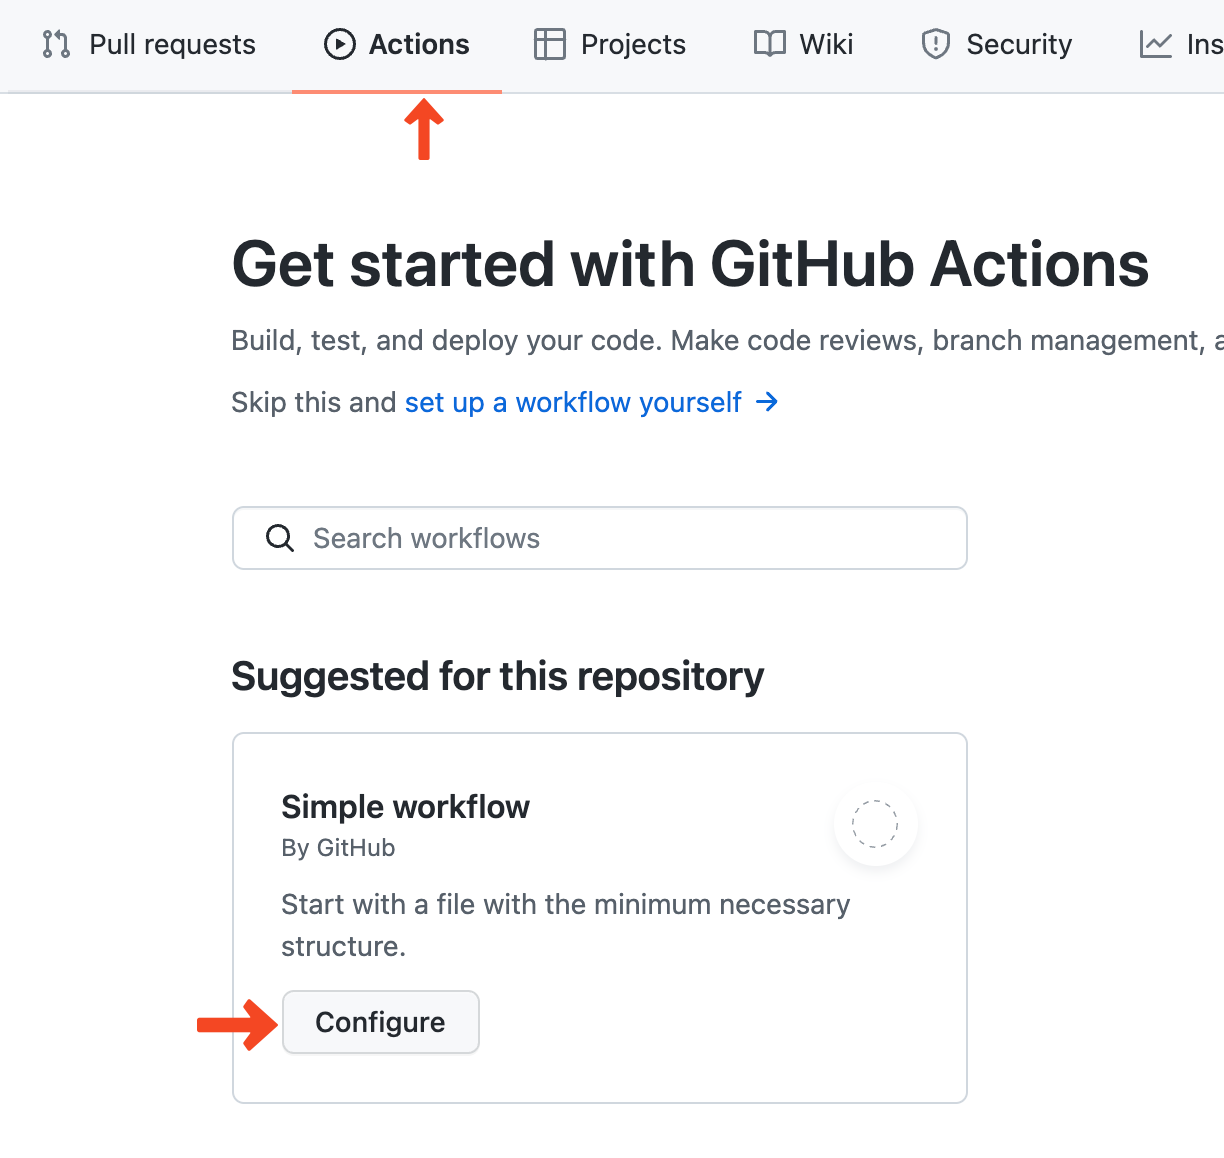 Pull requests Actions Projects Wiki Security Ins
Get started with GitHub Actions
Build, test, and deploy your code. Make code reviews, branch management, a
Skip this and set up a workflow yourself →
Search workflows
Suggested for this repository
Simple workflow
By GitHub
Start with a file with the minimum necessary
structure.
Configure